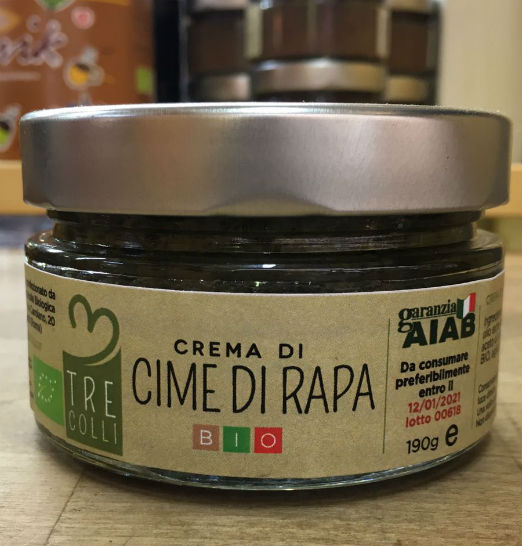 nik
TRE
COLLI
CREMA DI
CIME DI RAPA
BIO
garanzia
AIAB
Da consumare
preferibilmente
entro il
12/01/2021
lotto 00618
190g e